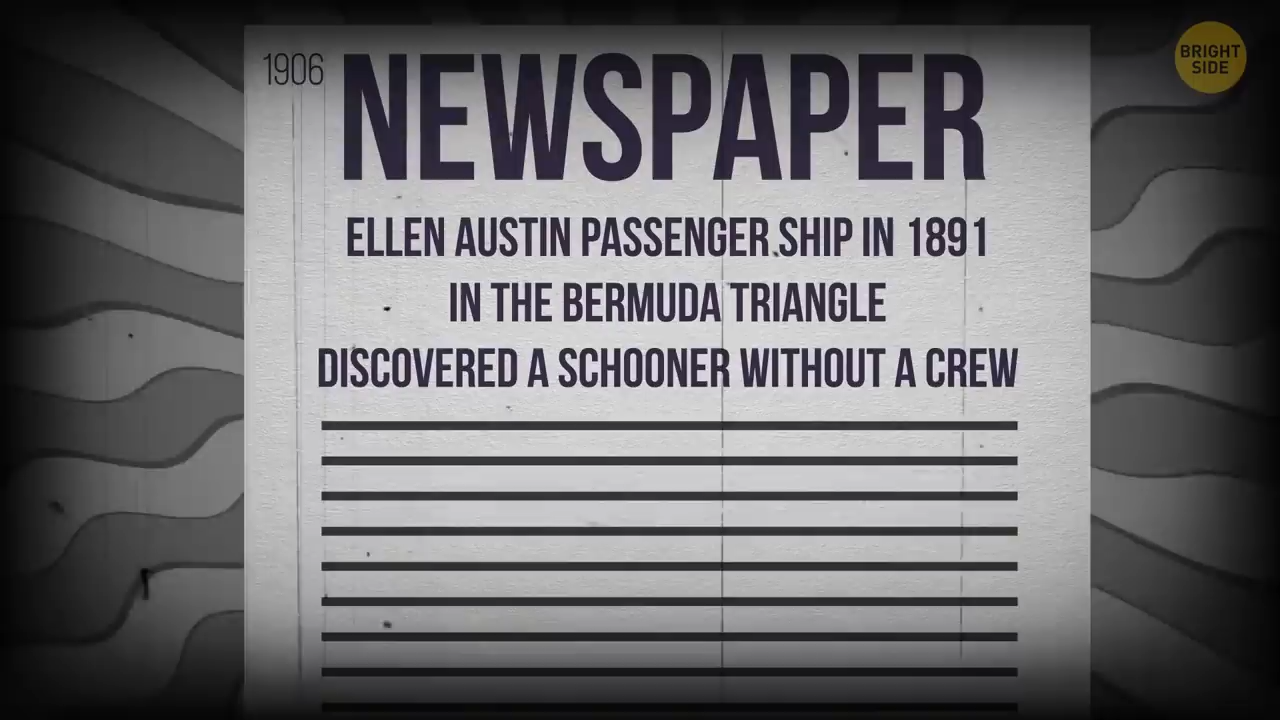 1906
NEWSPAPER
ELLEN AUSTIN PASSENGER SHIP IN 1891
IN THE BERMUDA TRIANGLE
DISCOVERED A SCHOONER WITHOUT A CREW
BRIGHT
SIDE